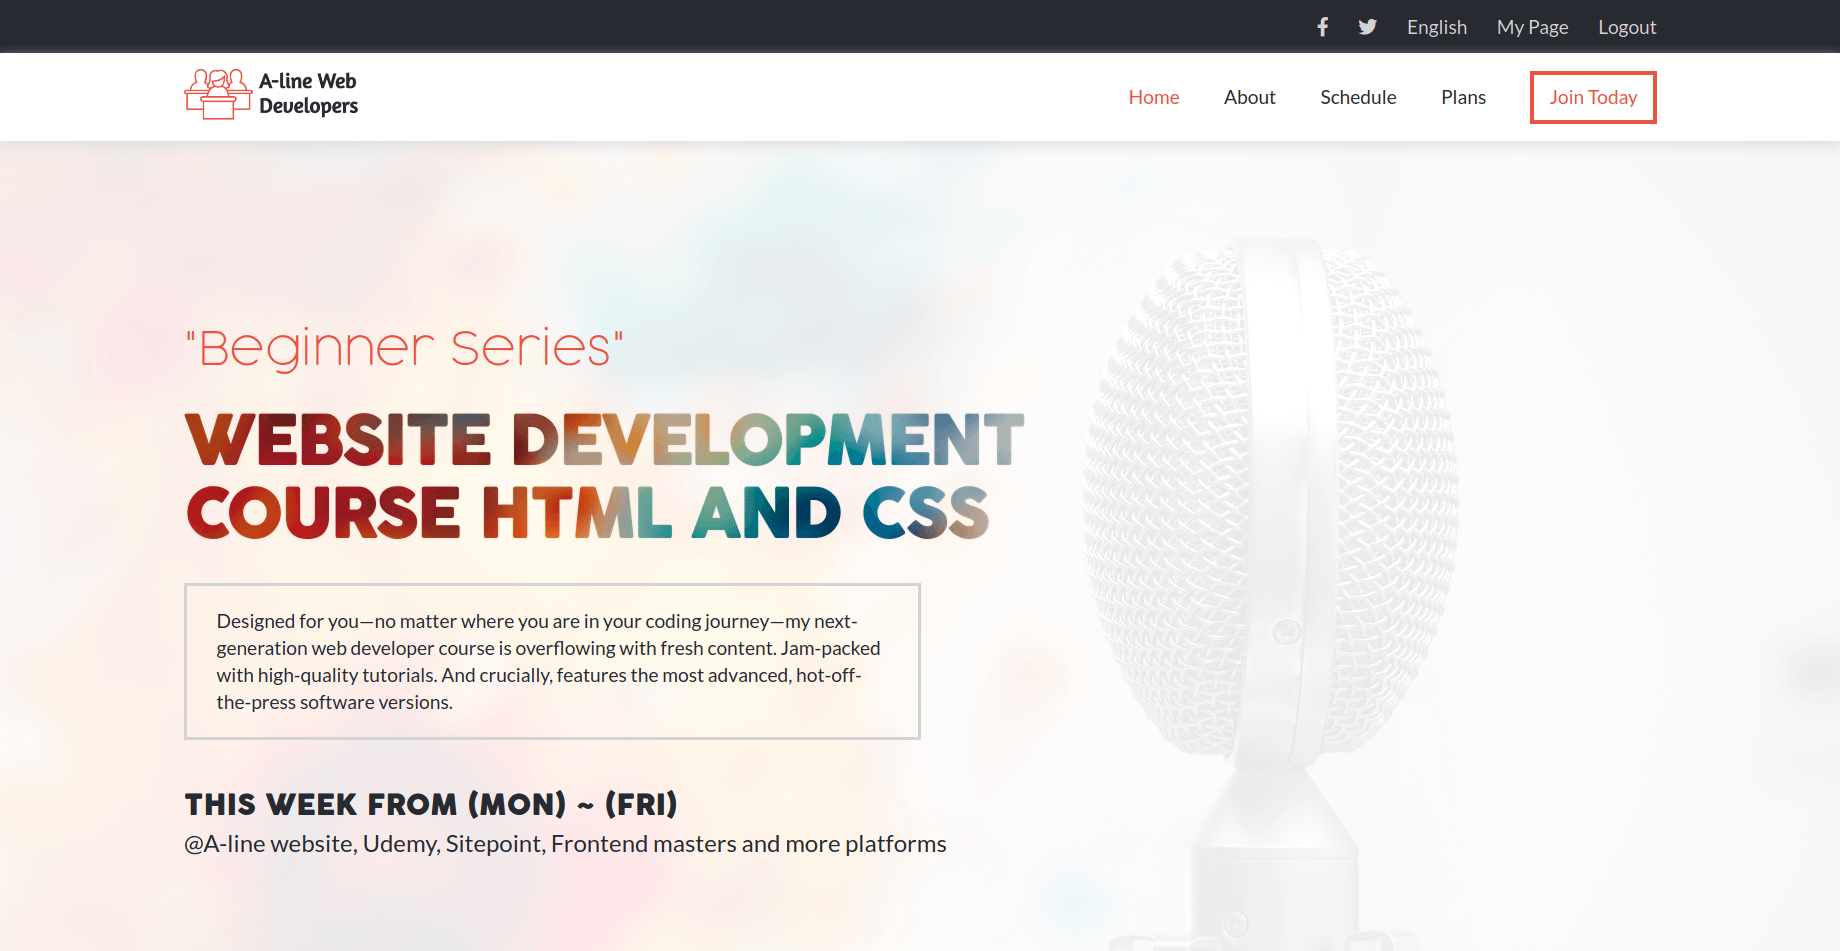 English My Page Logout
A-line Web
Developers
Home About Schedule Plans Join Today
"Beginner Series"
WEBSITE DEVELOPMENT
COURSE HTML AND CSS
Designed for you—no matter where you are in your coding journey—my next-
generation web developer course is overflowing with fresh content. Jam-packed
with high-quality tutorials. And crucially, features the most advanced, hot-off-
the-press software versions.
THIS WEEK FROM (MON) ~ (FRI)
@A-line website, Udemy, Sitepoint, Frontend masters and more platforms